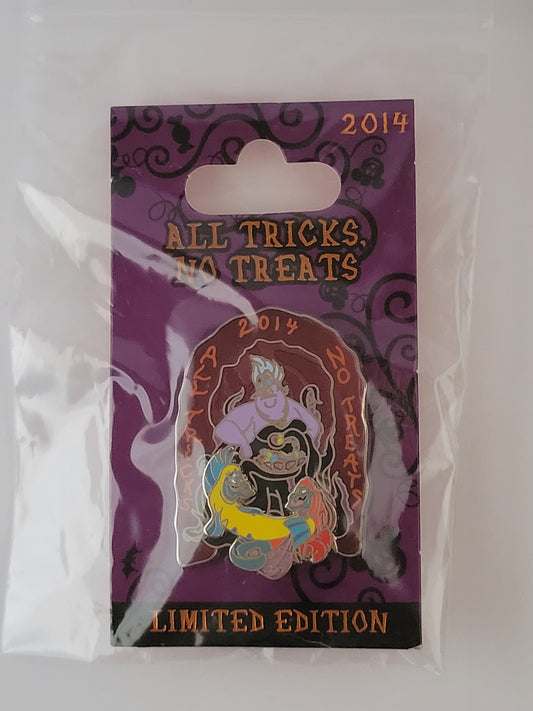 2014
ALL TRICKS,
NO TREATS
2014
ALL TRICKS
NO TREATS
LIMITED EDITION